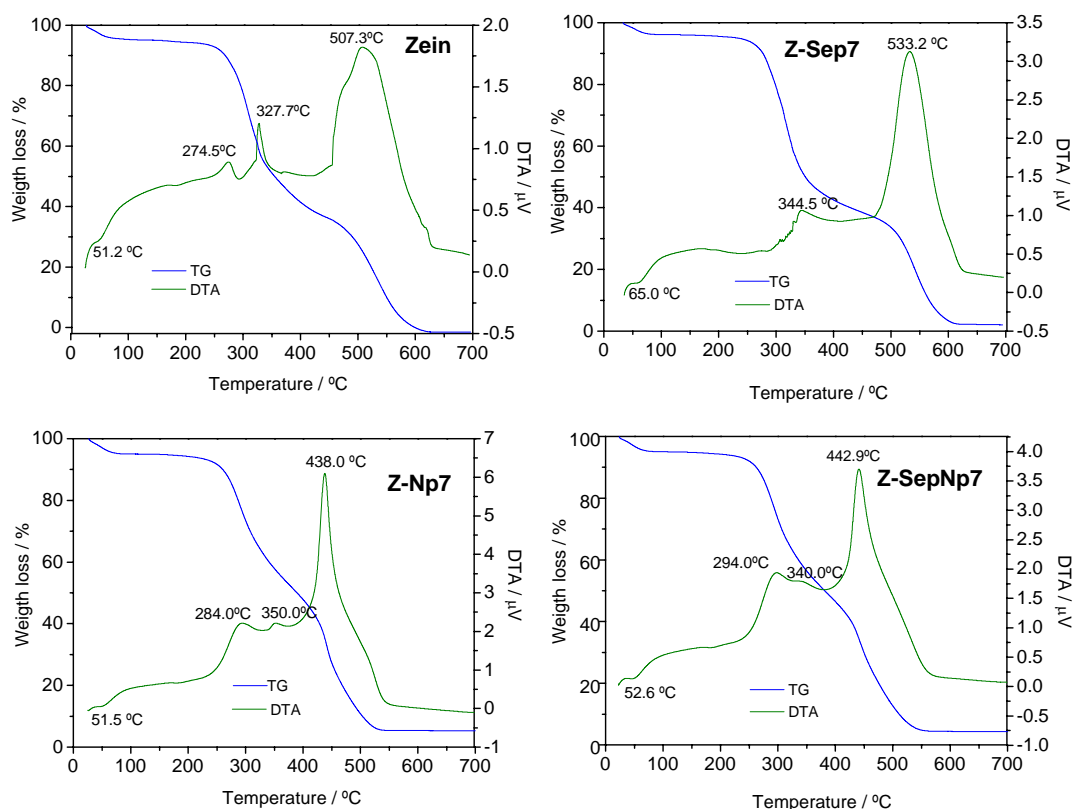 Zein
507.3ºC
327.7ºC
274.5ºC
51.2 ºC
TG
DTA
100
80
60
40
20
0
2.0
1.5
1.0
0.5
0.0
-0.5
0 100 200 300 400 500 600 700
Weigth loss / %
DTA / μV
Temperature / ºC
Z-Sep7
533.2 ºC
344.5 ºC
65.0 ºC
TG
DTA
100
80
60
40
20
0
3.5
3.0
2.5
2.0
1.5
1.0
0.5
0.0
-0.5
0 100 200 300 400 500 600 700
Weigth loss / %
DTA / μV
Temperature / ºC
Z-Np7
438.0 ºC
284.0ºC
350.0ºC
51.5 ºC
TG
DTA
100
80
60
40
20
0
7
6
5
4
3
2
1
0
-1
0 100 200 300 400 500 600 700
Weigth loss / %
DTA / μV
Temperature / ºC
Z-SepNp7
442.9ºC
294.0ºC
340.0ºC
52.6 ºC
TG
DTA
100
80
60
40
20
0
4.0
3.5
3.0
2.5
2.0
1.5
1.0
0.5
0.0
-0.5
-1.0
0 100 200 300 400 500 600 700
Weigth loss / %
DTA / μV
Temperature / ºC